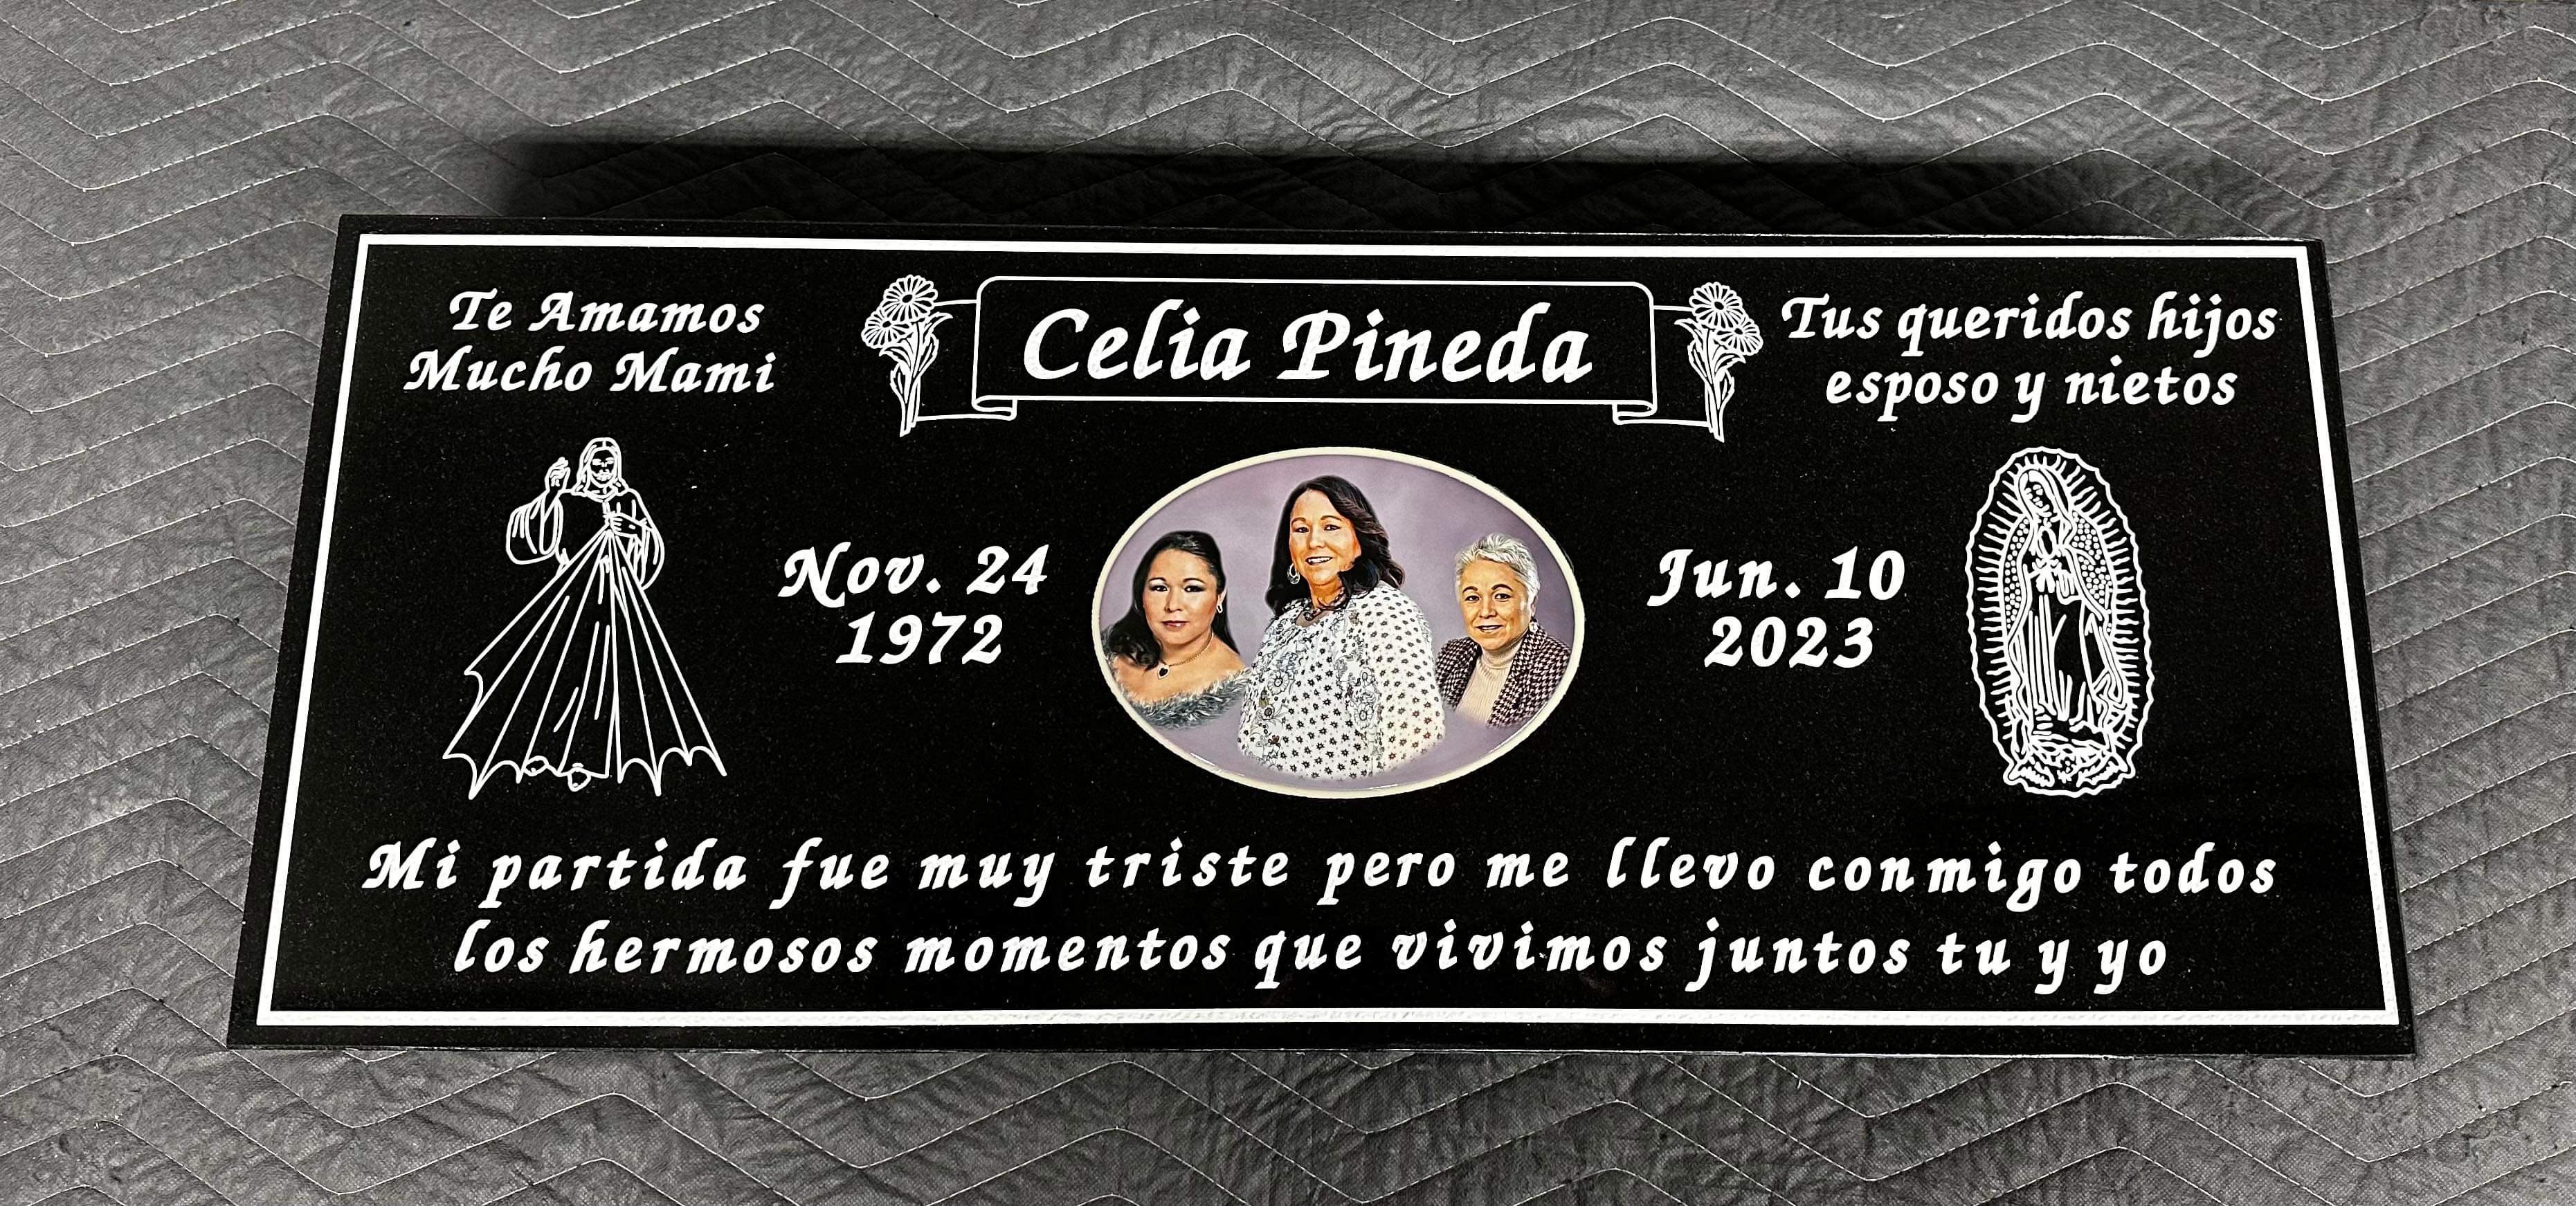 Te Amamos
Mucho Mami
Celia Pineda
Tus queridos hijos
esposo y nietos
Nov. 24
1972
Jun. 10
2023
Mi partida fue muy triste pero me llevo conmigo todos
los hermosos momentos que vivimos juntos tu y yo